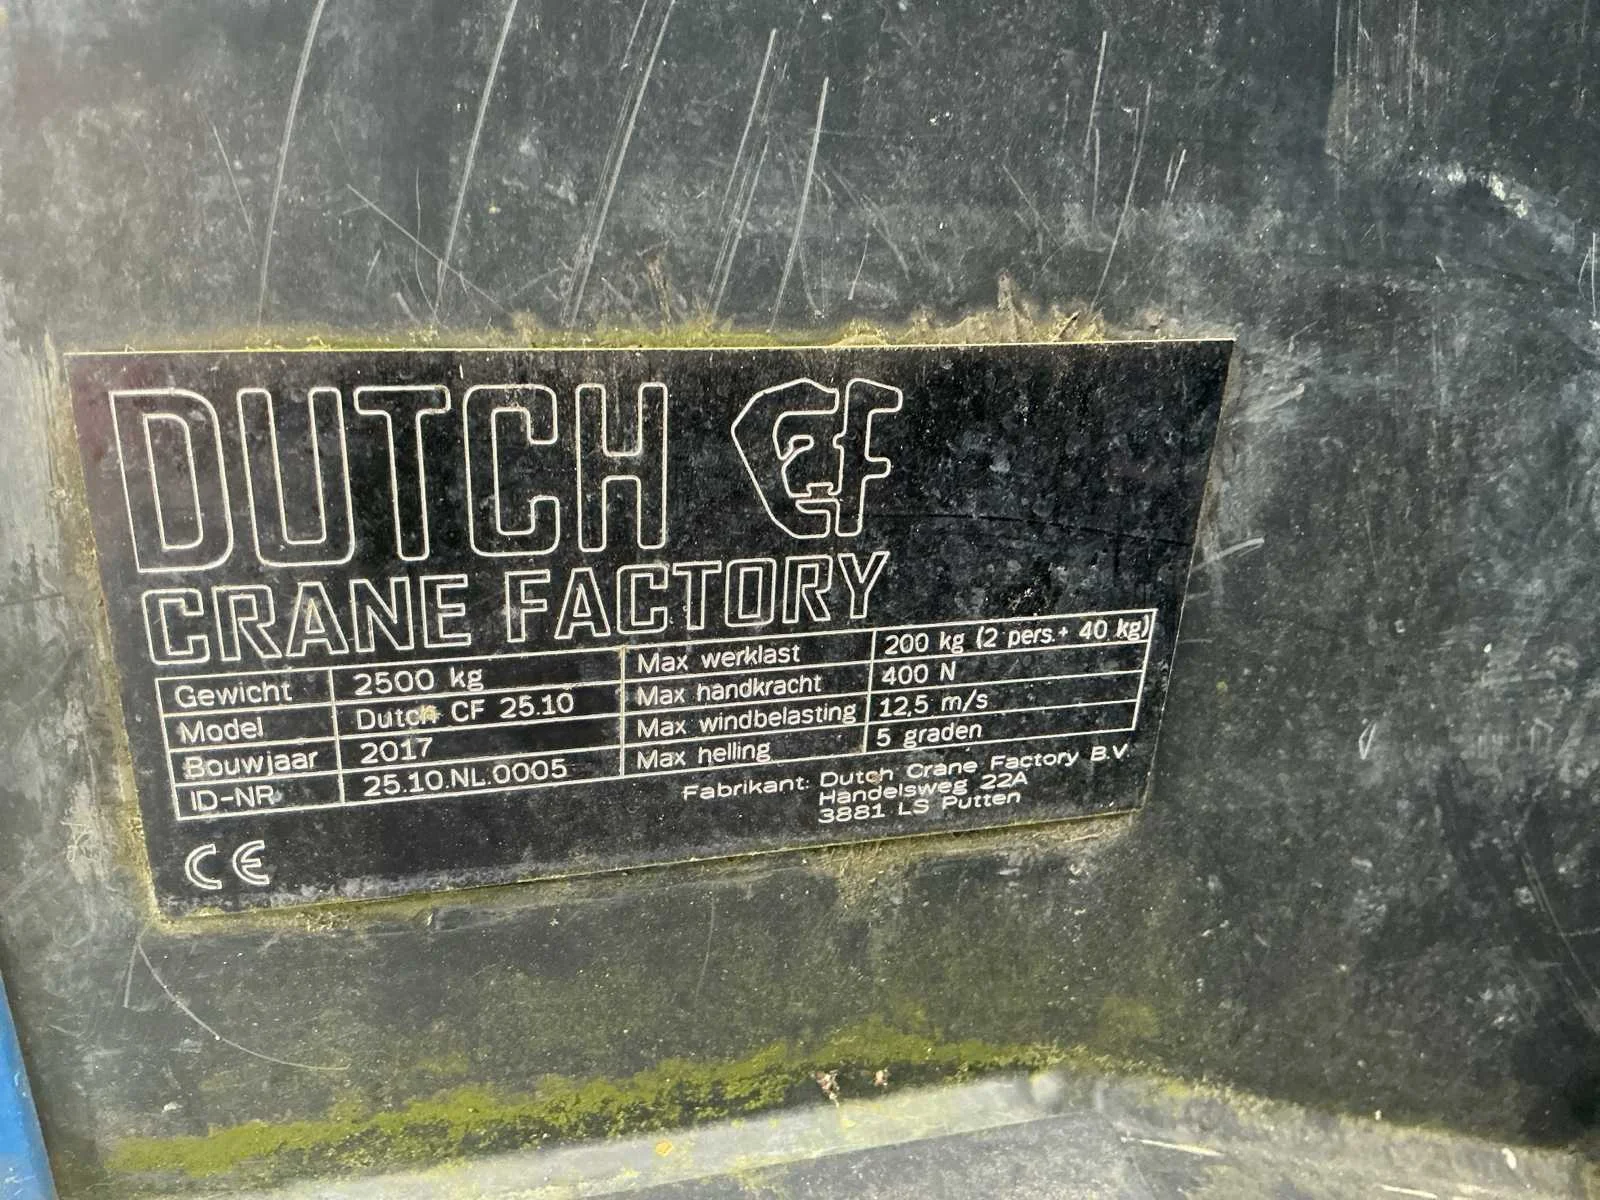 DUTCH CF
CRANE FACTORY
Gewicht 2500 kg Max werklast 200 kg (2 pers.+ 40 kg)
Model Dutch CF 25.10 Max handkracht 400 N
Bouwjaar 2017 Max windbelasting 12,5 m/s
ID-NR 25.10.NL.0005 Max helling 5 graden
Fabrikant: Dutch Crane Factory B.V
Handelsweg 22A
3881 LS Putten
CE